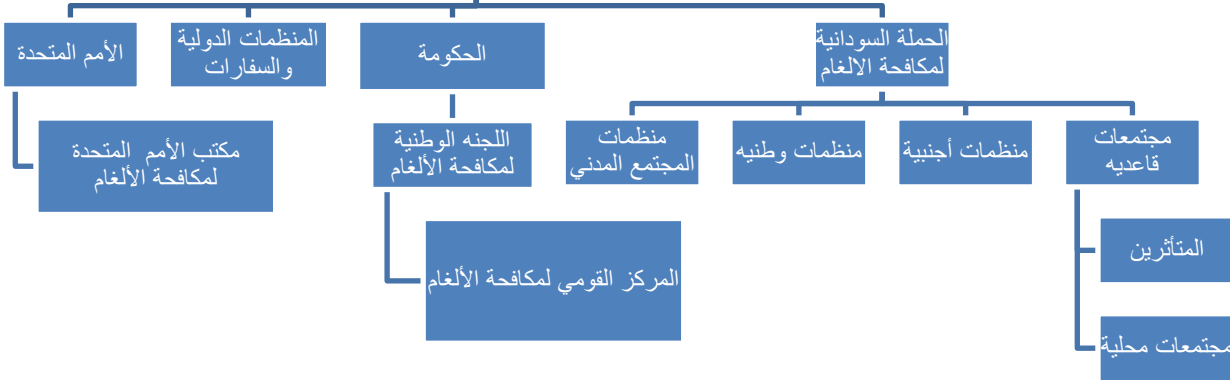 الحملة السودانية
لمكافحة الالغام
الحكومة
المنظمات الدولية
والسفارات
الأمم المتحدة
مجتمعات
قاعديه
منظمات أجنبية
منظمات وطنيه
منظمات
المجتمع المدني
اللجنه الوطنية
لمكافحة الألغام
مكتب الأمم المتحدة
لمكافحة الألغام
المتأثرين
المركز القومي لمكافحة الألغام
مجتمعات محلية